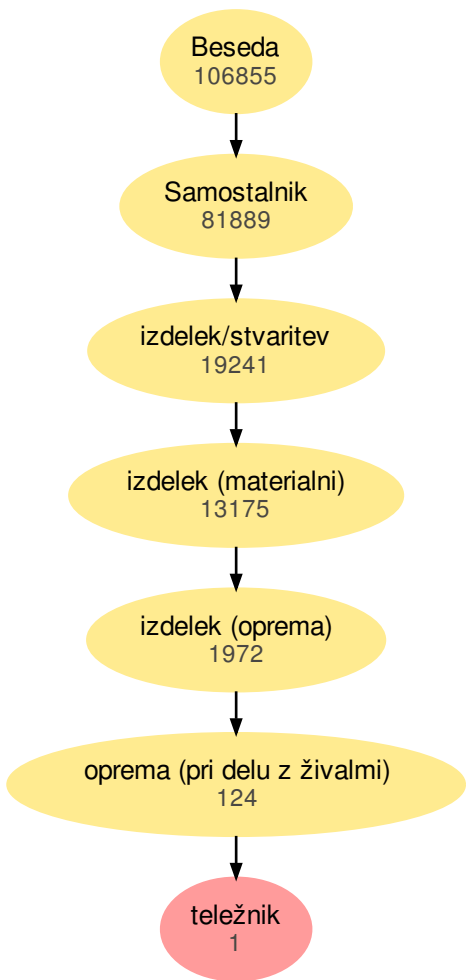 Beseda
106855
Samostalnik
81889
izdelek/stvaritev
19241
izdelek (materialni)
13175
izdelek (oprema)
1972
oprema (pri delu z živalmi)
124
teležnik
1